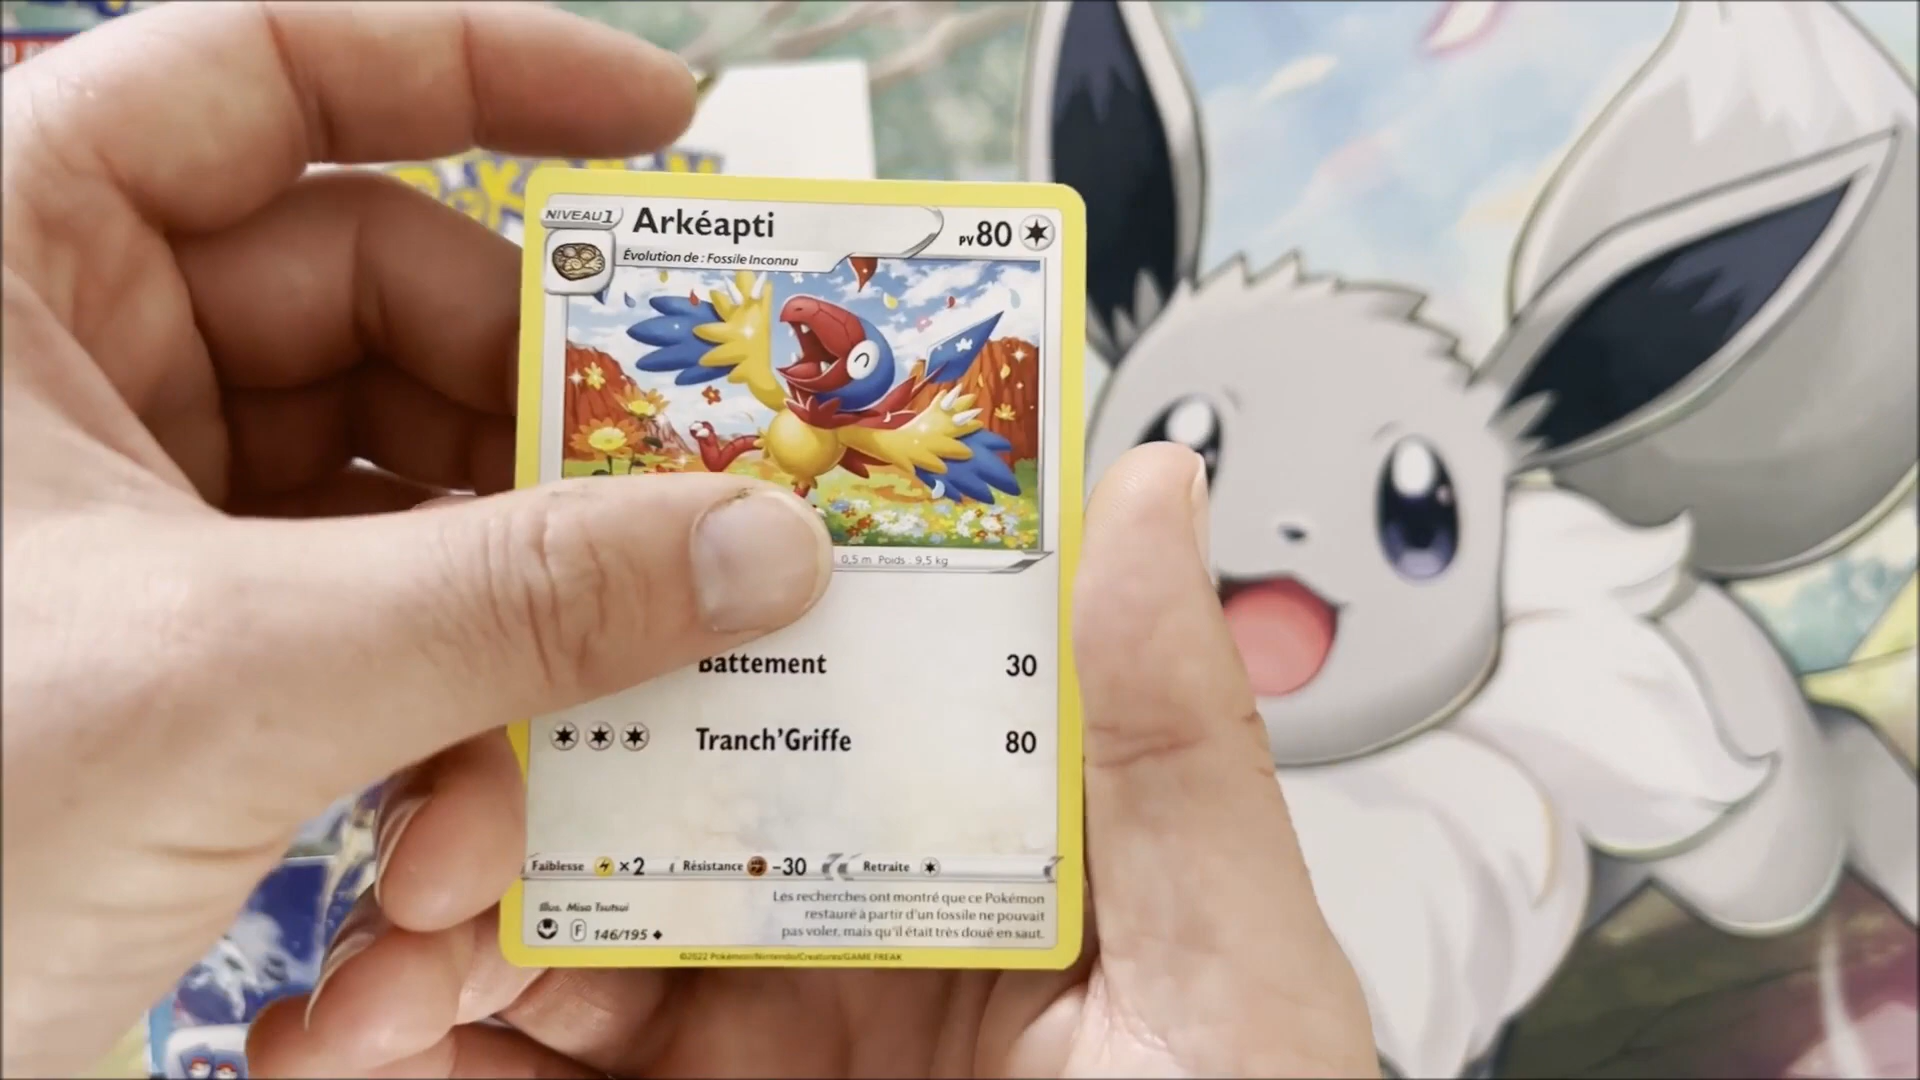 NIVEAU1 Arkéapti PV80
Évolution de : Fossile Inconnu
0,5 m Poids : 9,5 kg
Battement 30
Tranch'Griffe 80
Faiblesse ×2 Résistance -30 Retraite
Les recherches ont montré que ce Pokémon
restauré à partir d'un fossile ne pouvait
pas voler, mais qu'il était très doué en saut.
Illus. Misa Tsutsui
F 146/195
©2022 Pokémon/Nintendo/Creatures/GAME FREAK